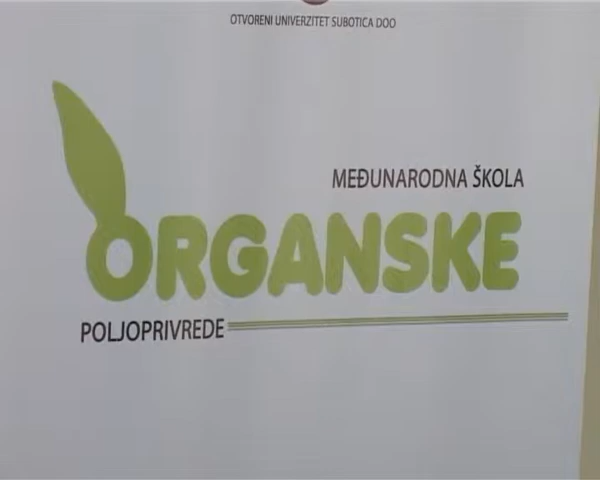 OTVORENI UNIVERZITET SUBOTICA DOO
MEĐUNARODNA ŠKOLA
ORGANSKE
POLJOPRIVREDE